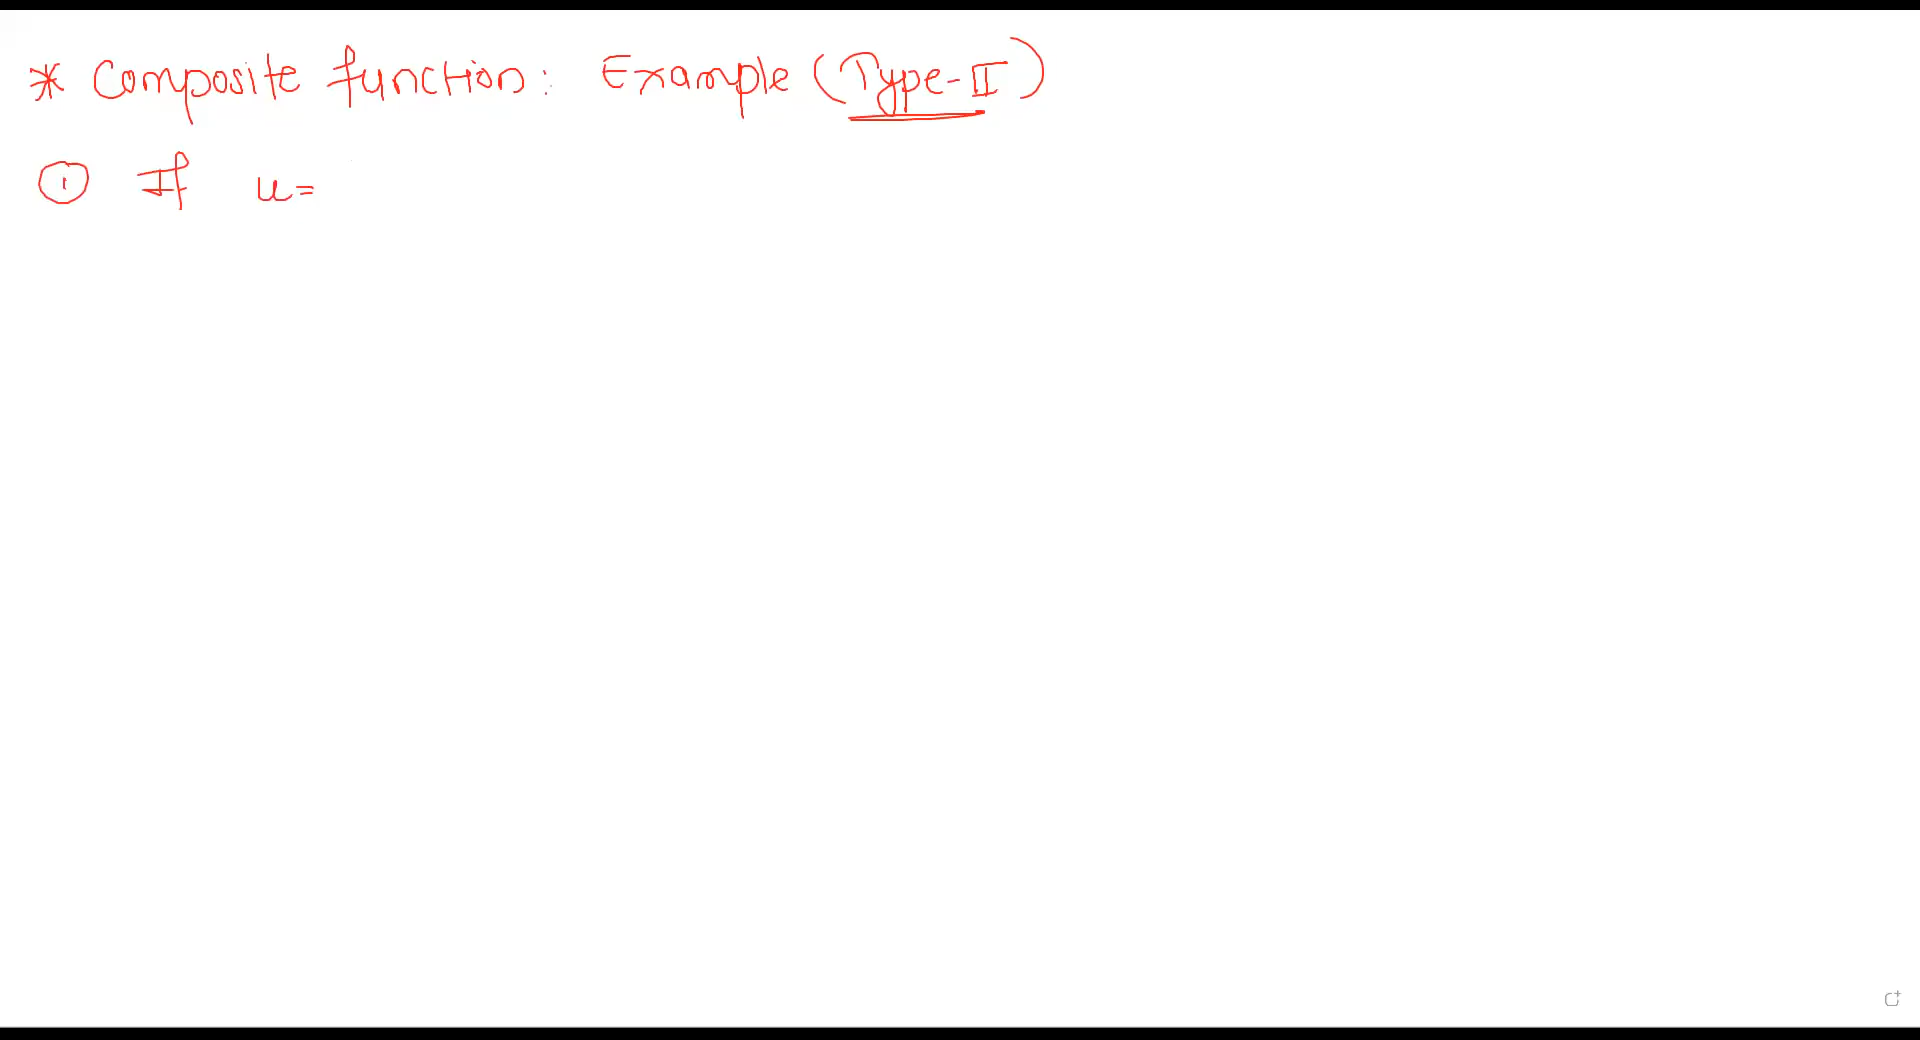 * Composite function: Example (Type-II)
① If u=